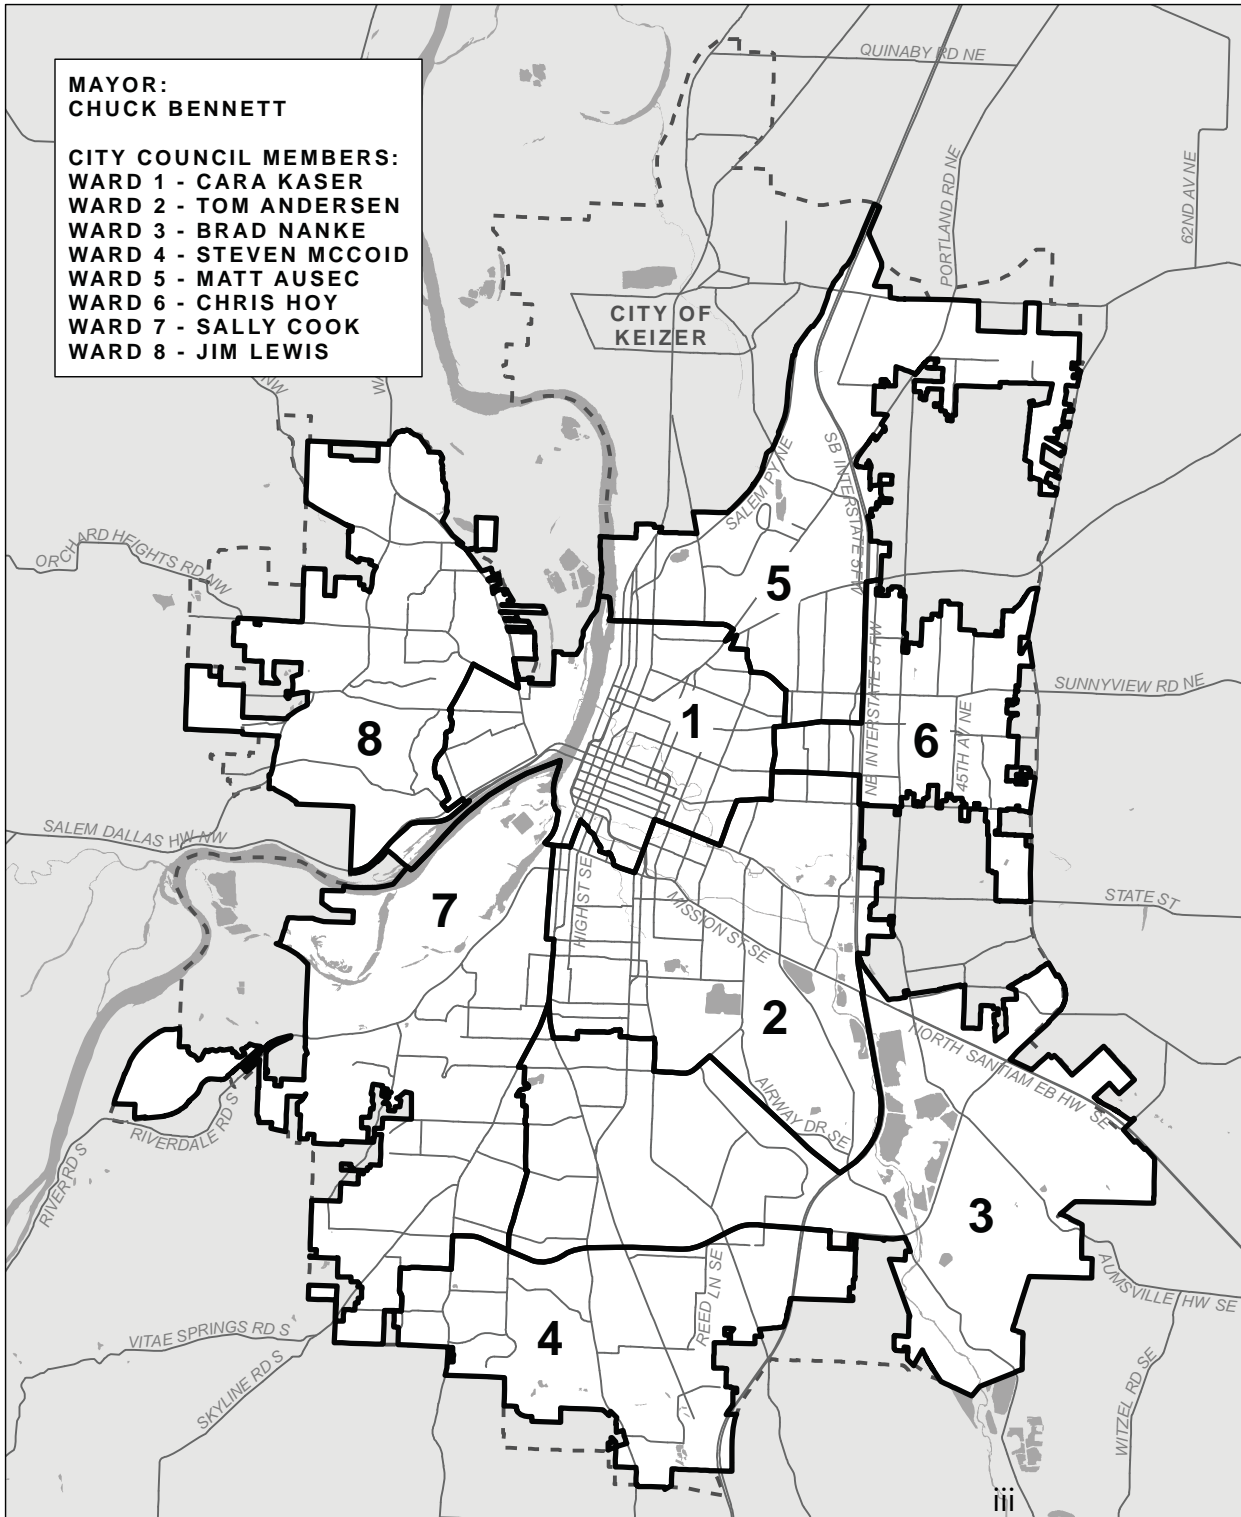 MAYOR:
CHUCK BENNETT
CITY COUNCIL MEMBERS:
WARD 1 - CARA KASER
WARD 2 - TOM ANDERSEN
WARD 3 - BRAD NANKE
WARD 4 - STEVEN MCCOID
WARD 5 - MATT AUSEC
WARD 6 - CHRIS HOY
WARD 7 - SALLY COOK
WARD 8 - JIM LEWIS
QUINABY RD NE
PORTLAND RD NE
62ND AV NE
CITY OF
KEIZER
NW
SALEM PY NE
SB INTERSTATE 5 FW
ORCHARD HEIGHTS RD NW
5
NB INTERSTATE 5 FW
SUNNYVIEW RD NE
45TH AV NE
1
6
8
SALEM DALLAS HW NW
STATE ST
7
HIGH ST SE
MISSION ST SE
2
NORTH SANTIAM EB HW SE
AIRWAY DR SE
RIVERDALE RD S
RIVER RD S
3
AUMSVILLE HW SE
REED LN SE
4
VITAE SPRINGS RD S
SKYLINE RD S
WITZEL RD SE
iii